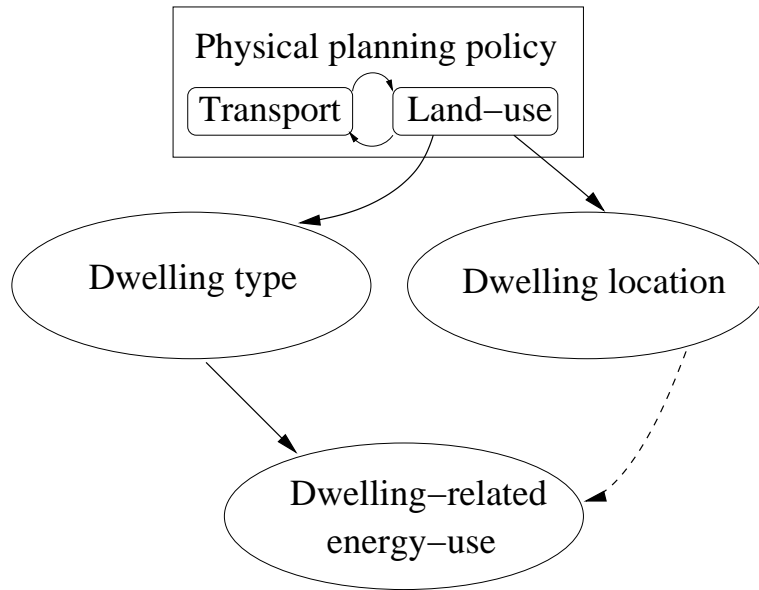 Physical planning policy
Transport
Land−use
Dwelling type
Dwelling location
Dwelling−related
energy−use